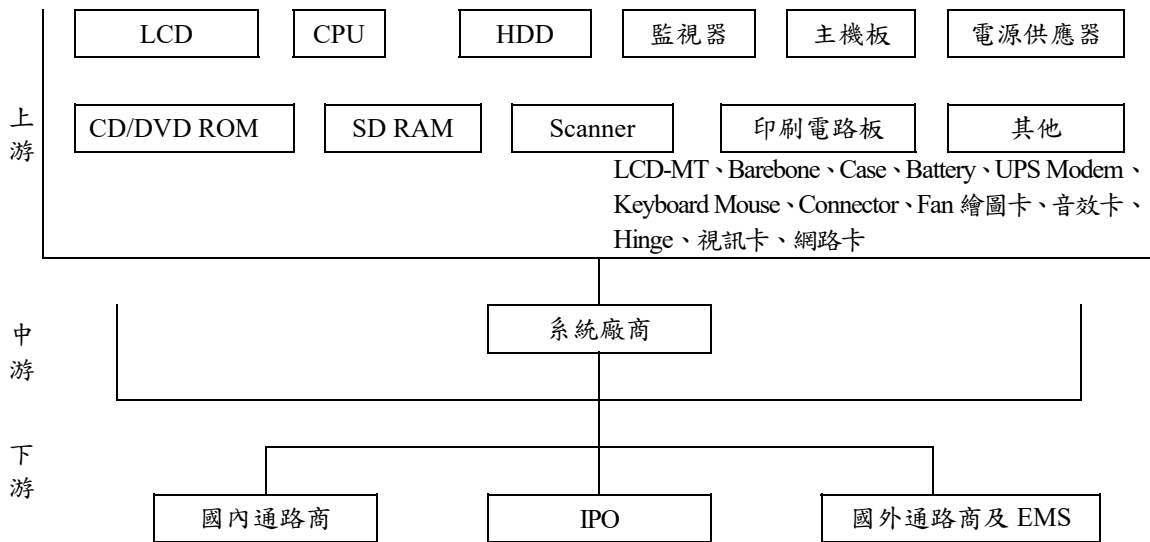 LCD
CPU
HDD
監視器
主機板
電源供應器
上游
CD/DVD ROM
SD RAM
Scanner
印刷電路板
其他
LCD-MT、Barebone、Case、Battery、UPS Modem、
Keyboard Mouse、Connector、Fan 繪圖卡、音效卡、
Hinge、視訊卡、網路卡
中游
系統廠商
下游
國內通路商
IPO
國外通路商及 EMS